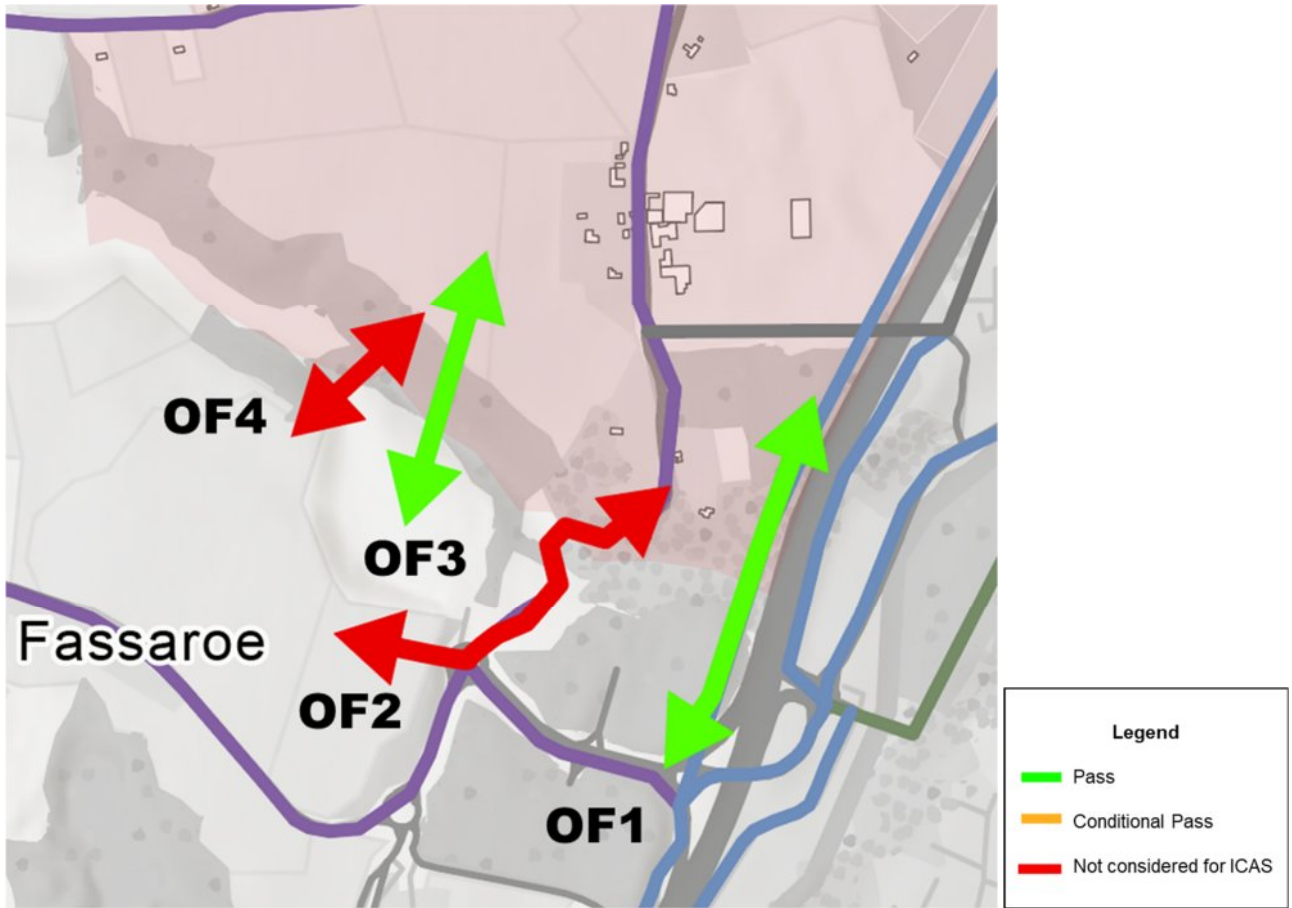 OF4
OF3
Fassaroe
OF2
OF1
Legend
Pass
Conditional Pass
Not considered for ICAS